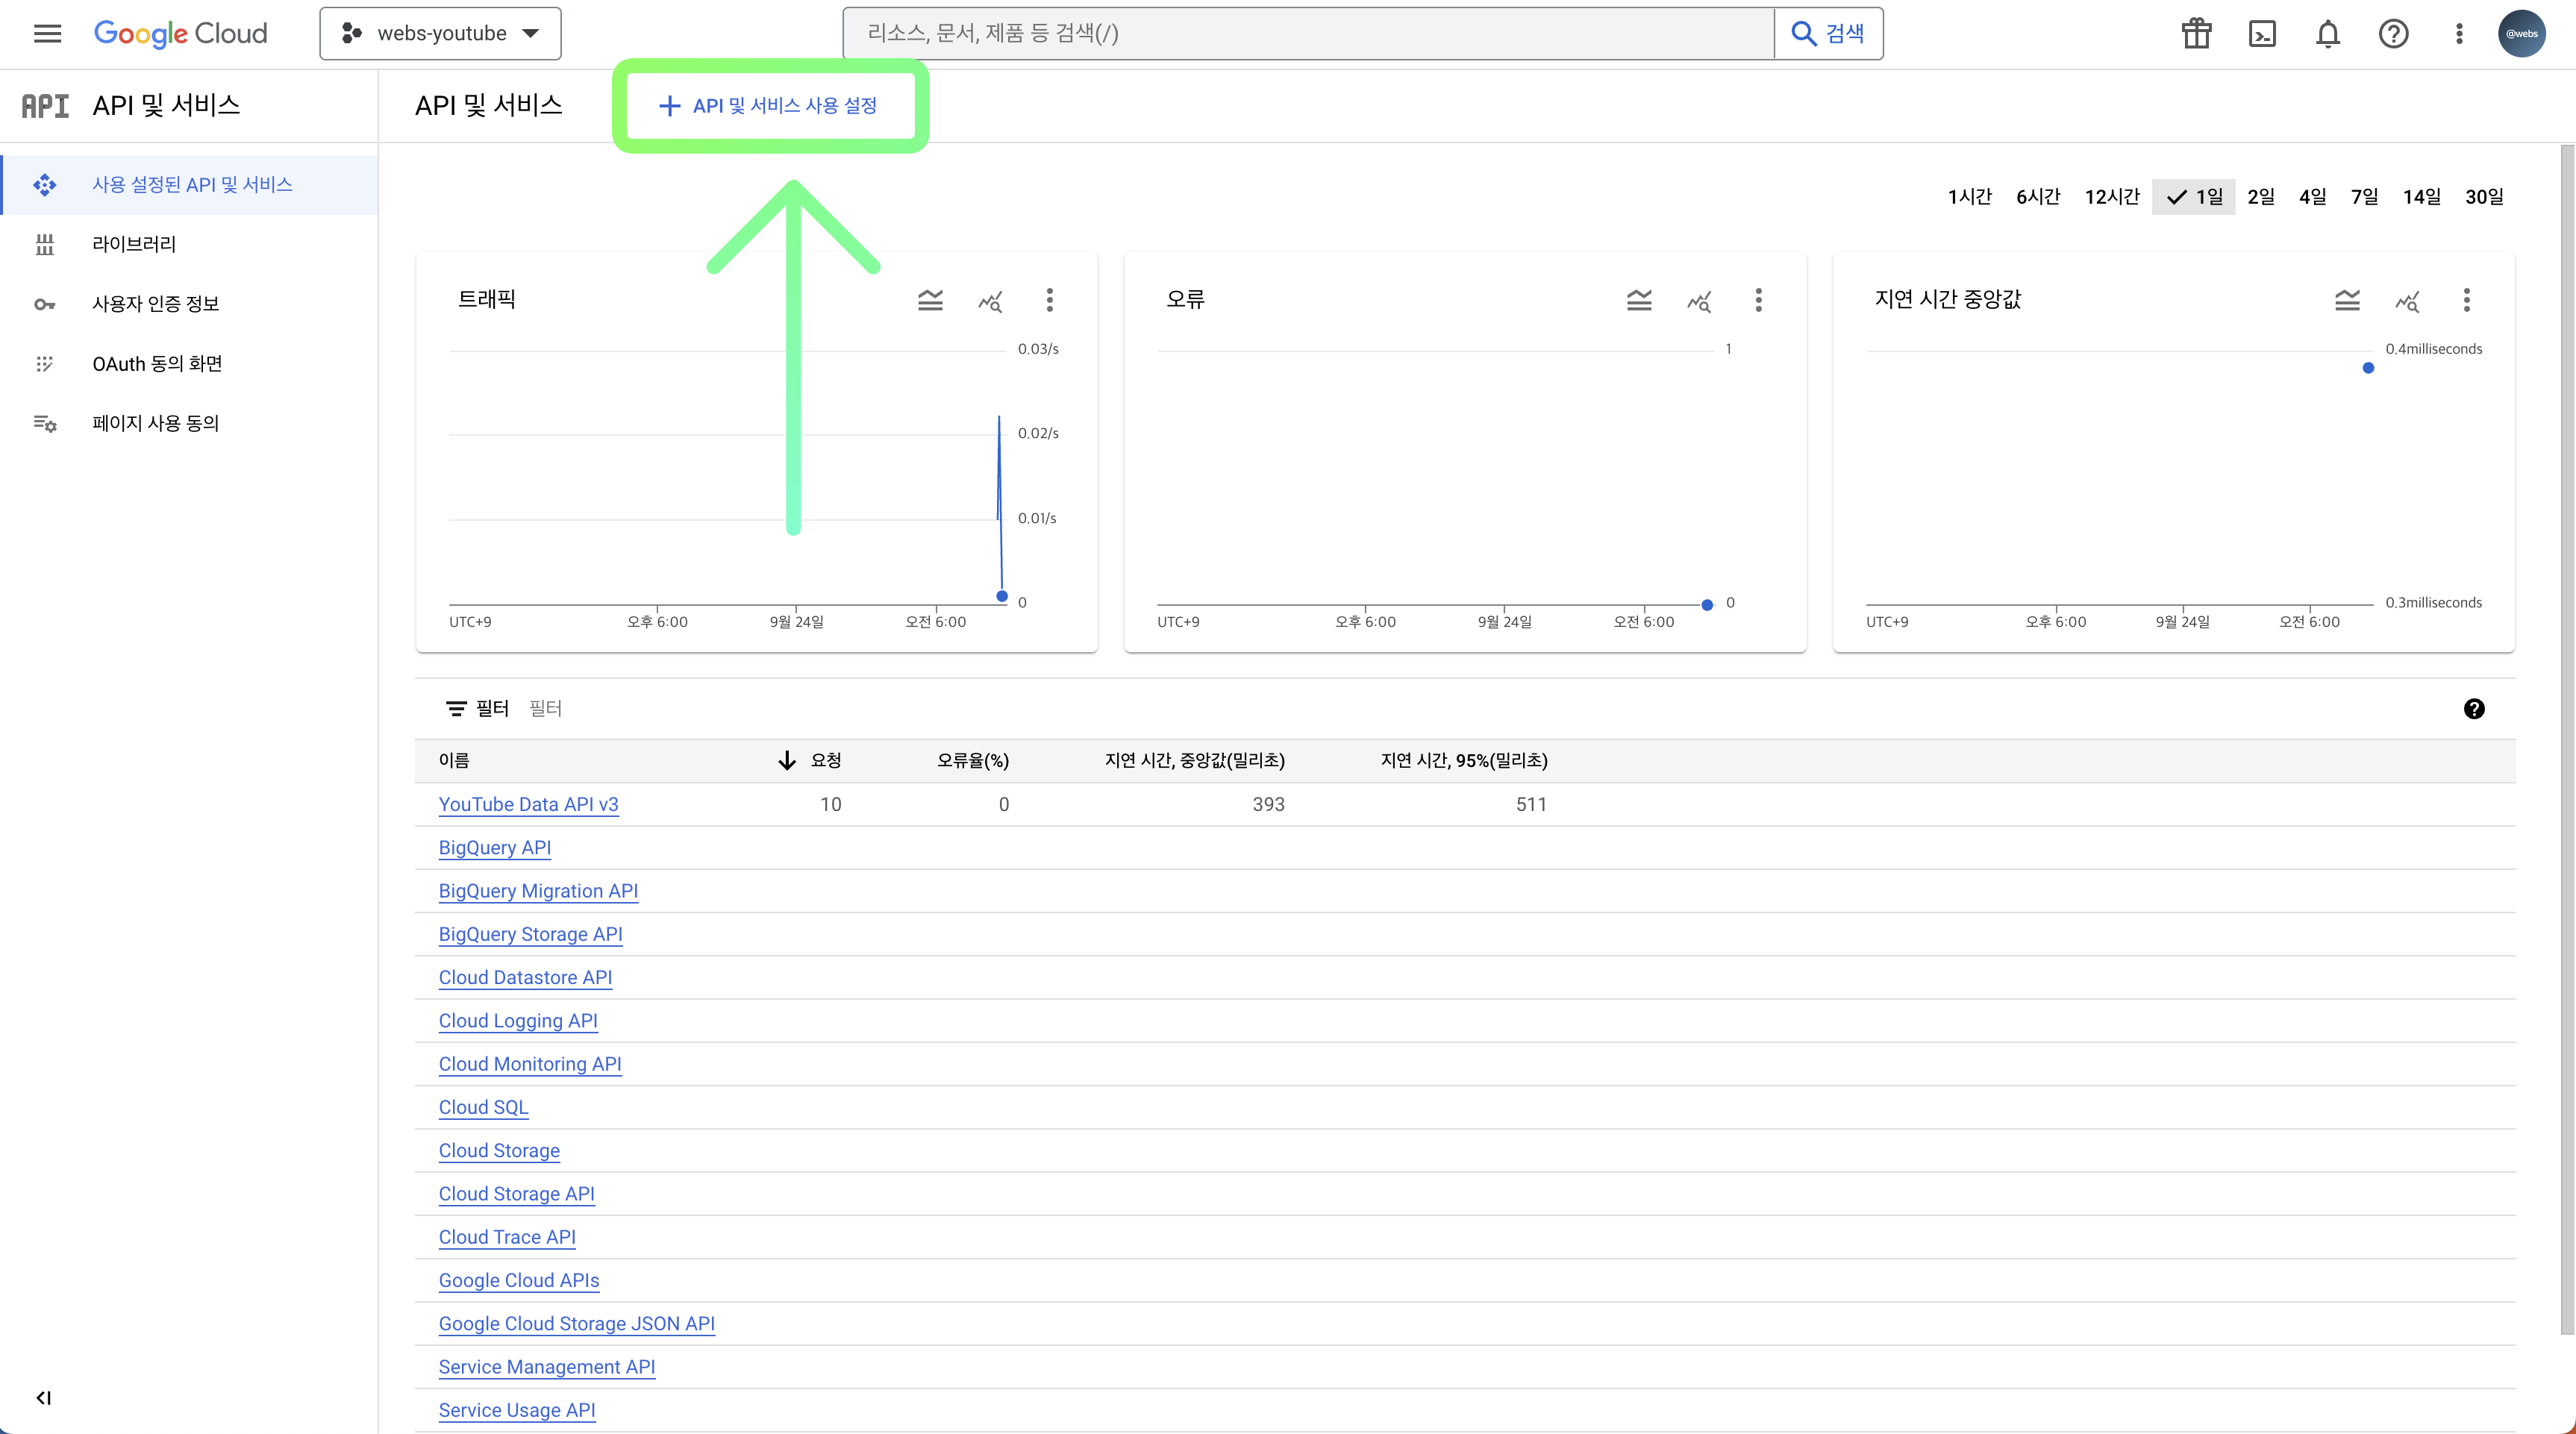 Google Cloud
webs-youtube
리소스, 문서, 제품 등 검색(/)
검색
@webs
API API 및 서비스
API 및 서비스
API 및 서비스 사용 설정
사용 설정된 API 및 서비스
라이브러리
사용자 인증 정보
OAuth 동의 화면
페이지 사용 동의
1시간 6시간 12시간 1일 2일 4일 7일 14일 30일
트래픽
0.03/s
0.02/s
0.01/s
0
UTC+9 오후 6:00 9월 24일 오전 6:00
오류
1
0
UTC+9 오후 6:00 9월 24일 오전 6:00
지연 시간 중앙값
0.4milliseconds
0.3milliseconds
UTC+9 오후 6:00 9월 24일 오전 6:00
필터 필터
이름 요청 오류율(%) 지연 시간, 중앙값(밀리초) 지연 시간, 95%(밀리초)
YouTube Data API v3 10 0 393 511
BigQuery API
BigQuery Migration API
BigQuery Storage API
Cloud Datastore API
Cloud Logging API
Cloud Monitoring API
Cloud SQL
Cloud Storage
Cloud Storage API
Cloud Trace API
Google Cloud APIs
Google Cloud Storage JSON API
Service Management API
Service Usage API